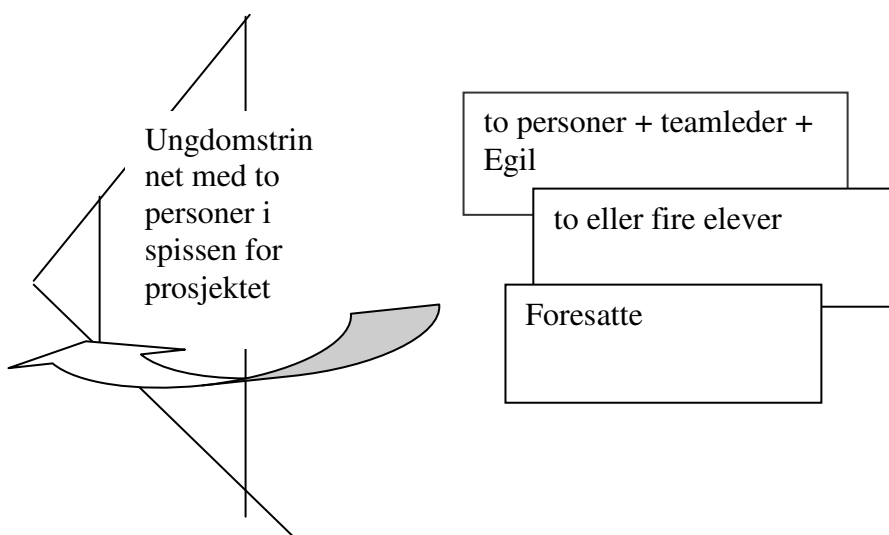 Ungdomstrin
net med to
personer i
spissen for
prosjektet
to personer + teamleder +
Egil
to eller fire elever
Foresatte